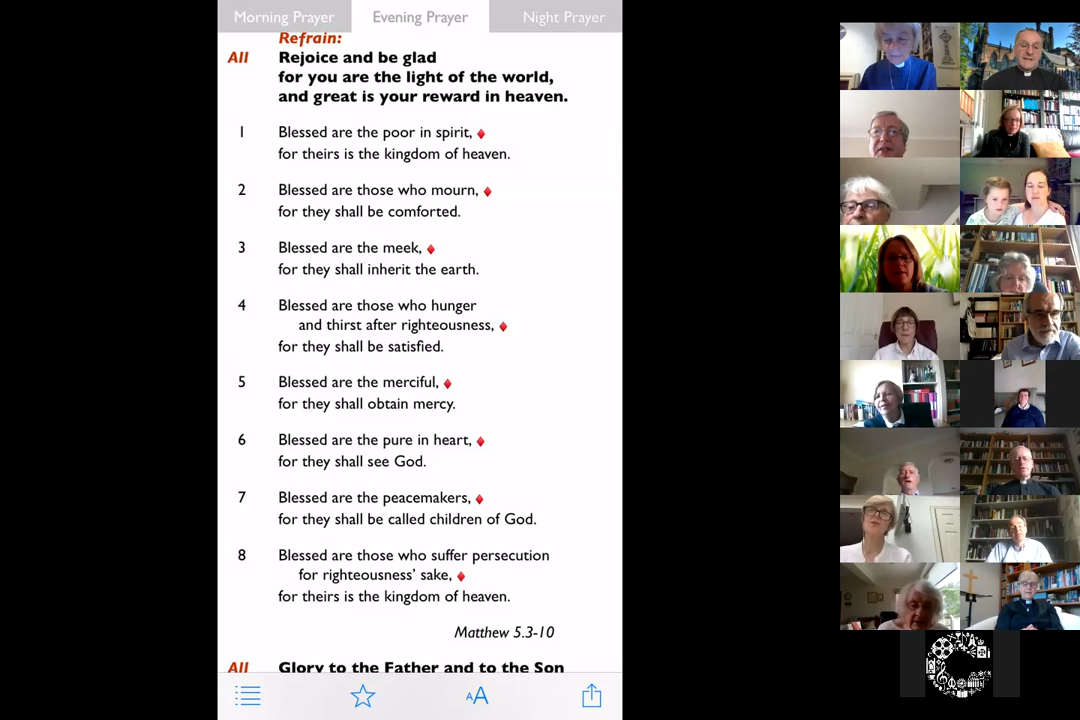 Morning Prayer
Evening Prayer
Night Prayer
Refrain:
All Rejoice and be glad
for you are the light of the world,
and great is your reward in heaven.
1 Blessed are the poor in spirit, ♦
for theirs is the kingdom of heaven.
2 Blessed are those who mourn, ♦
for they shall be comforted.
3 Blessed are the meek, ♦
for they shall inherit the earth.
4 Blessed are those who hunger
and thirst after righteousness, ♦
for they shall be satisfied.
5 Blessed are the merciful, ♦
for they shall obtain mercy.
6 Blessed are the pure in heart, ♦
for they shall see God.
7 Blessed are the peacemakers, ♦
for they shall be called children of God.
8 Blessed are those who suffer persecution
for righteousness’ sake, ♦
for theirs is the kingdom of heaven.
Matthew 5.3-10
All Glory to the Father and to the Son
AA